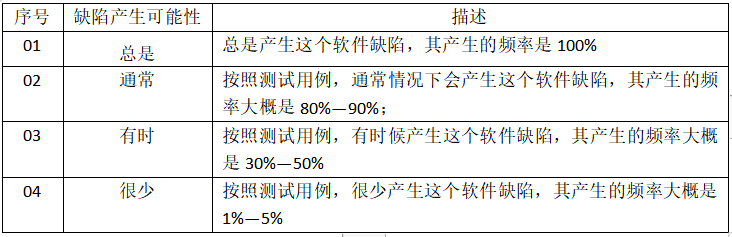 序号 缺陷产生可能性 描述
01 总是 总是产生这个软件缺陷，其产生的频率是 100%
02 通常 按照测试用例，通常情况下会产生这个软件缺陷，其产生的频
率大概是 80%—90%；
03 有时 按照测试用例，有时候产生这个软件缺陷，其产生的频率大概
是 30%—50%
04 很少 按照测试用例，很少产生这个软件缺陷，其产生的频率大概是
1%—5%